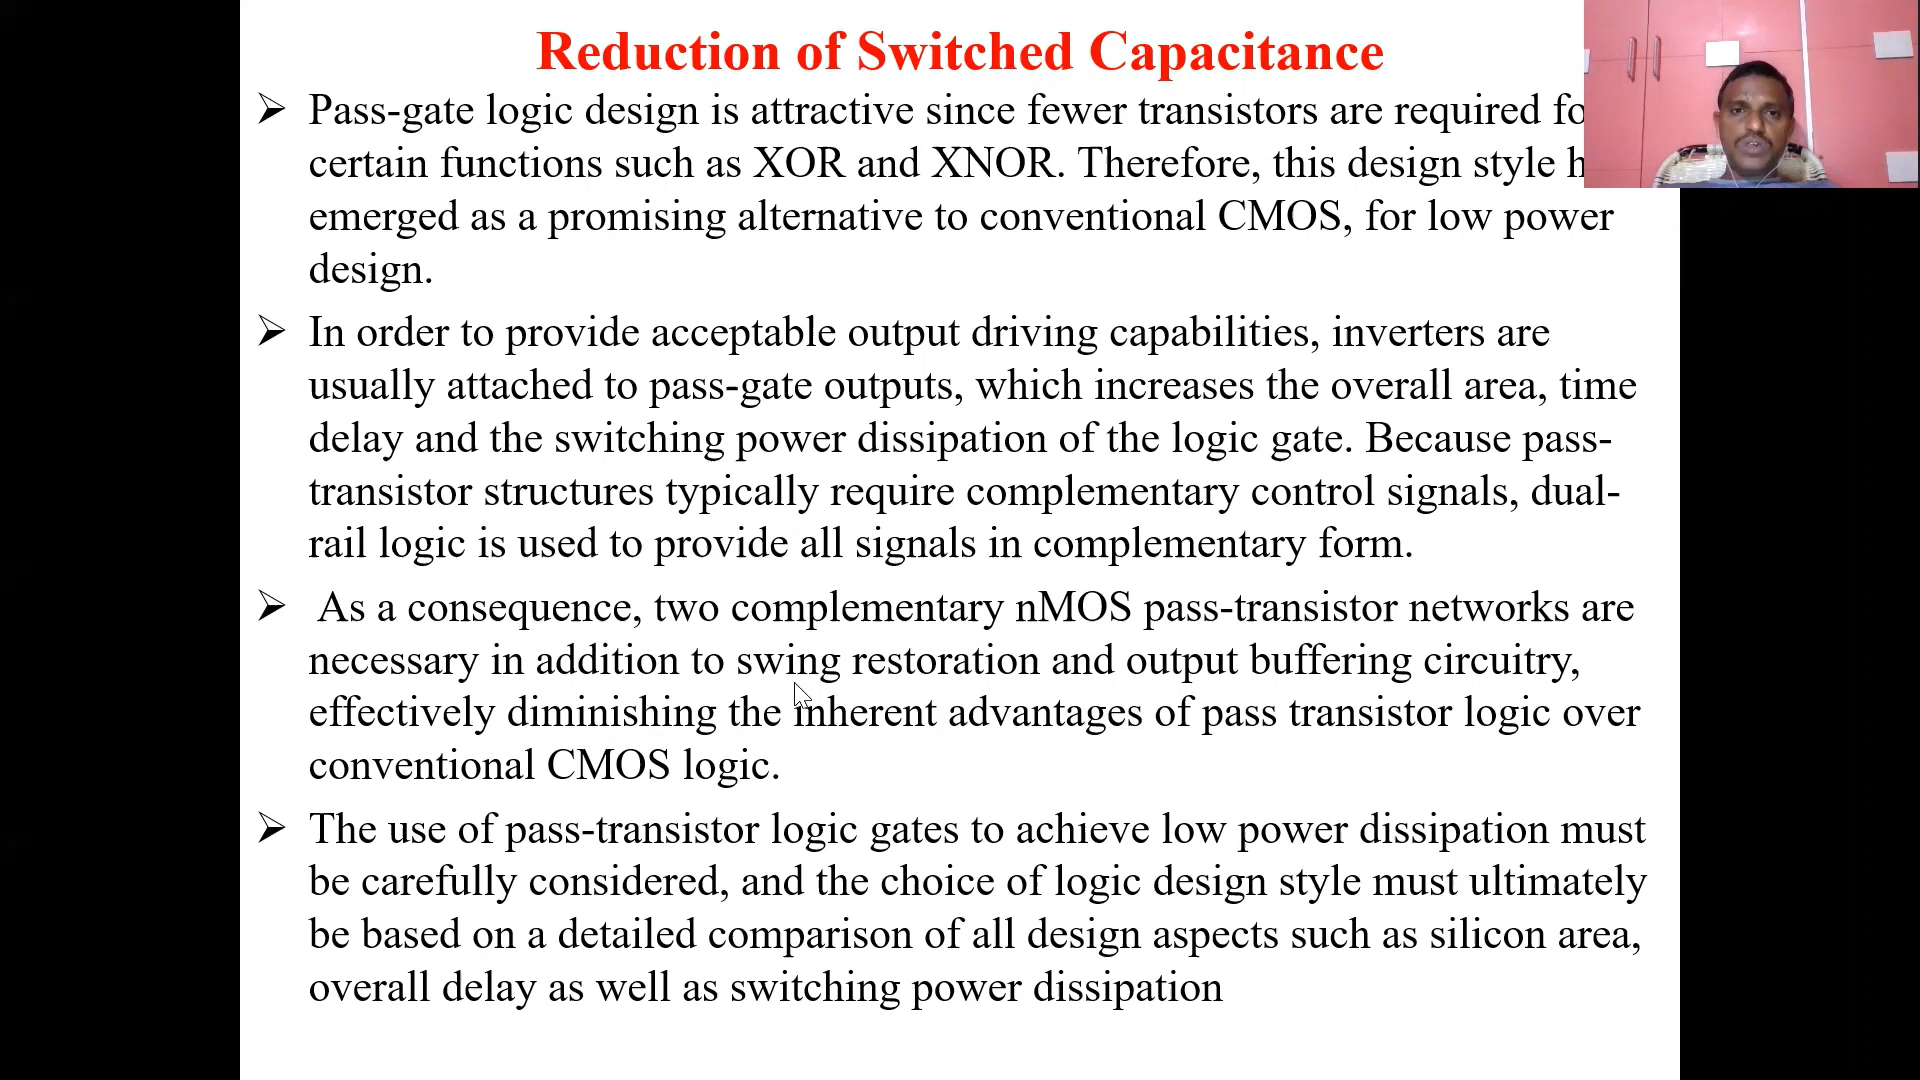 Reduction of Switched Capacitance
➢ Pass-gate logic design is attractive since fewer transistors are required fo
certain functions such as XOR and XNOR. Therefore, this design style h
emerged as a promising alternative to conventional CMOS, for low power
design.
➢ In order to provide acceptable output driving capabilities, inverters are
usually attached to pass-gate outputs, which increases the overall area, time
delay and the switching power dissipation of the logic gate. Because pass-
transistor structures typically require complementary control signals, dual-
rail logic is used to provide all signals in complementary form.
➢ As a consequence, two complementary nMOS pass-transistor networks are
necessary in addition to swing restoration and output buffering circuitry,
effectively diminishing the inherent advantages of pass transistor logic over
conventional CMOS logic.
➢ The use of pass-transistor logic gates to achieve low power dissipation must
be carefully considered, and the choice of logic design style must ultimately
be based on a detailed comparison of all design aspects such as silicon area,
overall delay as well as switching power dissipation